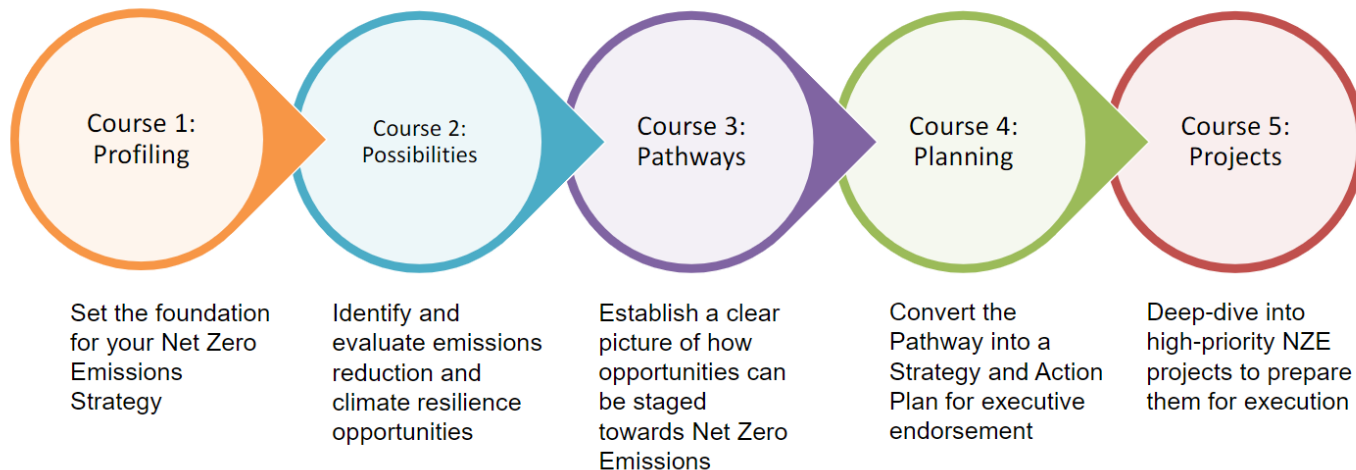 Course 1:
Profiling
Course 2:
Possibilities
Course 3:
Pathways
Course 4:
Planning
Course 5:
Projects
Set the foundation
for your Net Zero
Emissions
Strategy
Identify and
evaluate emissions
reduction and
climate resilience
opportunities
Establish a clear
picture of how
opportunities can
be staged
towards Net Zero
Emissions
Convert the
Pathway into a
Strategy and Action
Plan for executive
endorsement
Deep-dive into
high-priority NZE
projects to prepare
them for execution